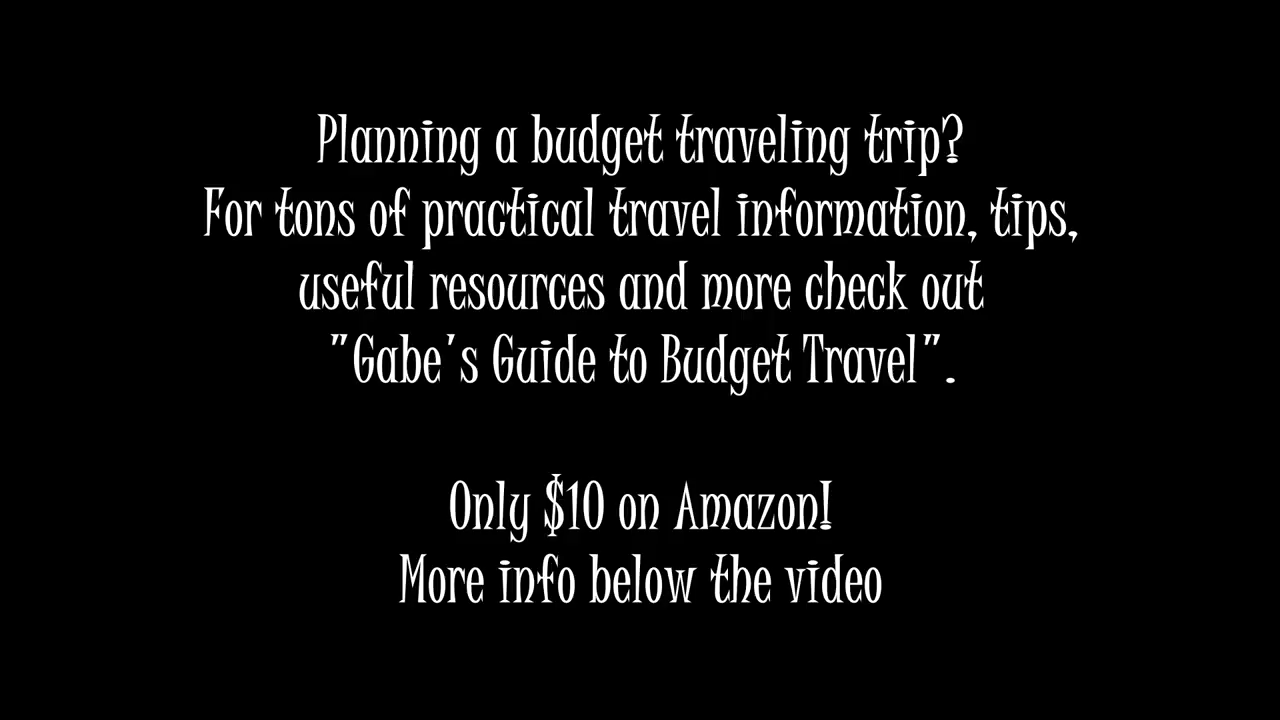 Planning a budget traveling trip?
For tons of practical travel information, tips,
useful resources and more check out
"Gabe's Guide to Budget Travel".
Only $10 on Amazon!
More info below the video